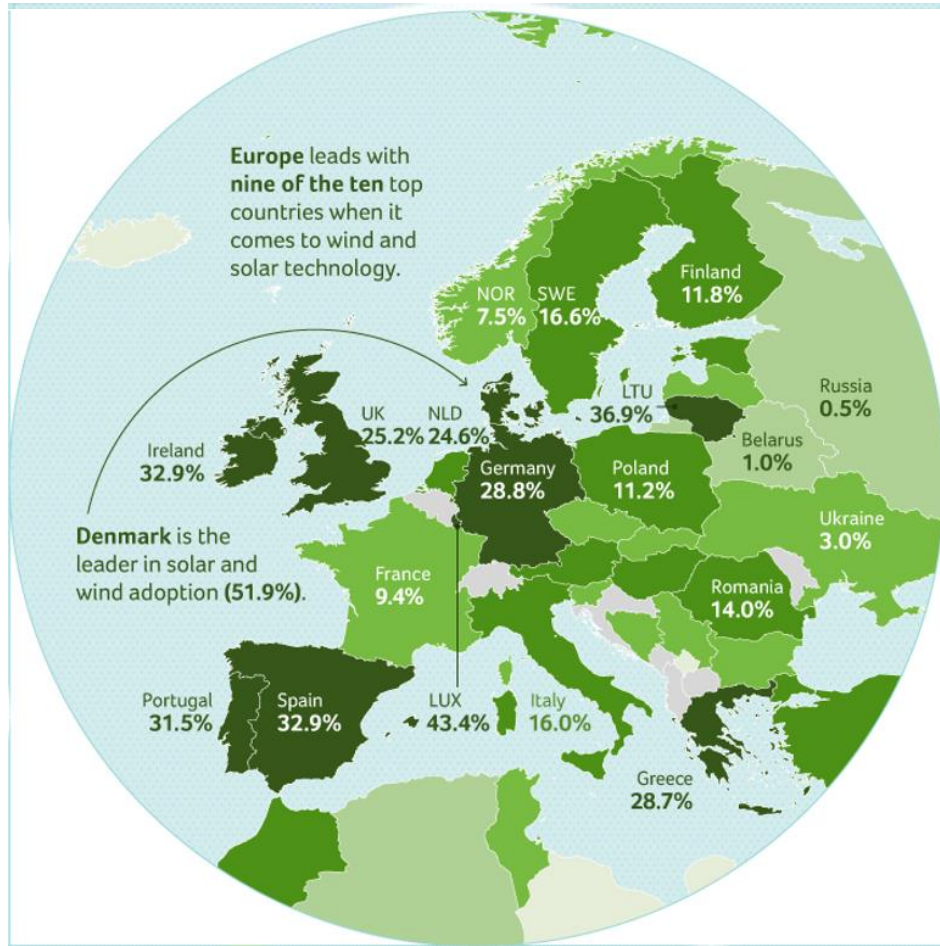 Europe leads with
nine of the ten top
countries when it
comes to wind and
solar technology.
NOR
7.5%
SWE
16.6%
Finland
11.8%
LTU
36.9%
Russia
0.5%
Belarus
1.0%
UK
25.2%
NLD
24.6%
Ireland
32.9%
Germany
28.8%
Poland
11.2%
Ukraine
3.0%
Denmark is the
leader in solar and
wind adoption (51.9%).
France
9.4%
Romania
14.0%
Portugal
31.5%
Spain
32.9%
LUX
43.4%
Italy
16.0%
Greece
28.7%